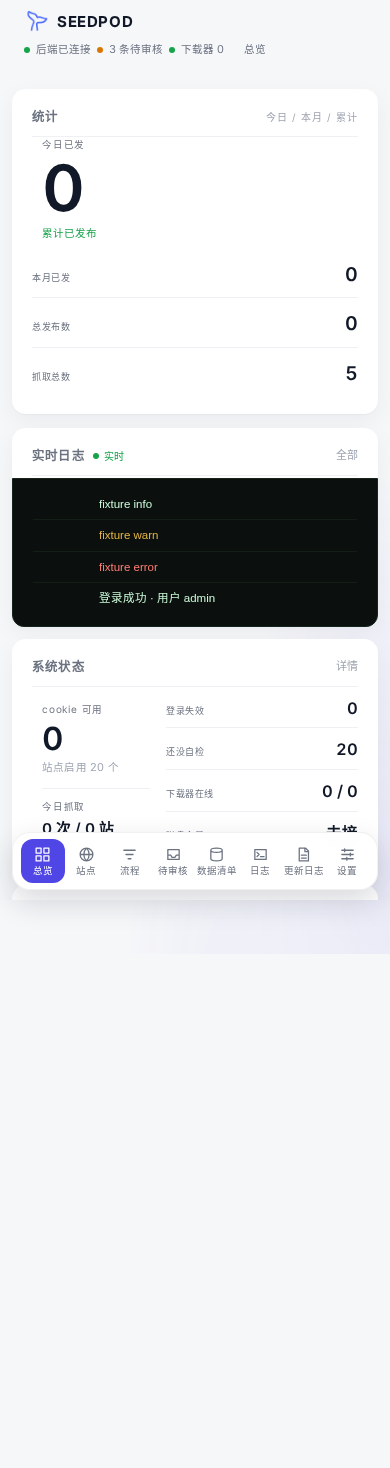 SEEDPOD
后端已连接 3 条待审核 下载器 0 总览
统计 今日 / 本月 / 累计
今日已发
0
累计已发布
本月已发 0
总发布数 0
抓取总数 5
实时日志 实时 全部
fixture info
fixture warn
fixture error
登录成功 · 用户 admin
系统状态 详情
cookie 可用
0
站点启用 20 个
今日抓取
0 次 / 0 站
登录失效 0
还没自检 20
下载器在线 0 / 0
总览 站点 流程 待审核 数据清单 日志 更新日志 设置